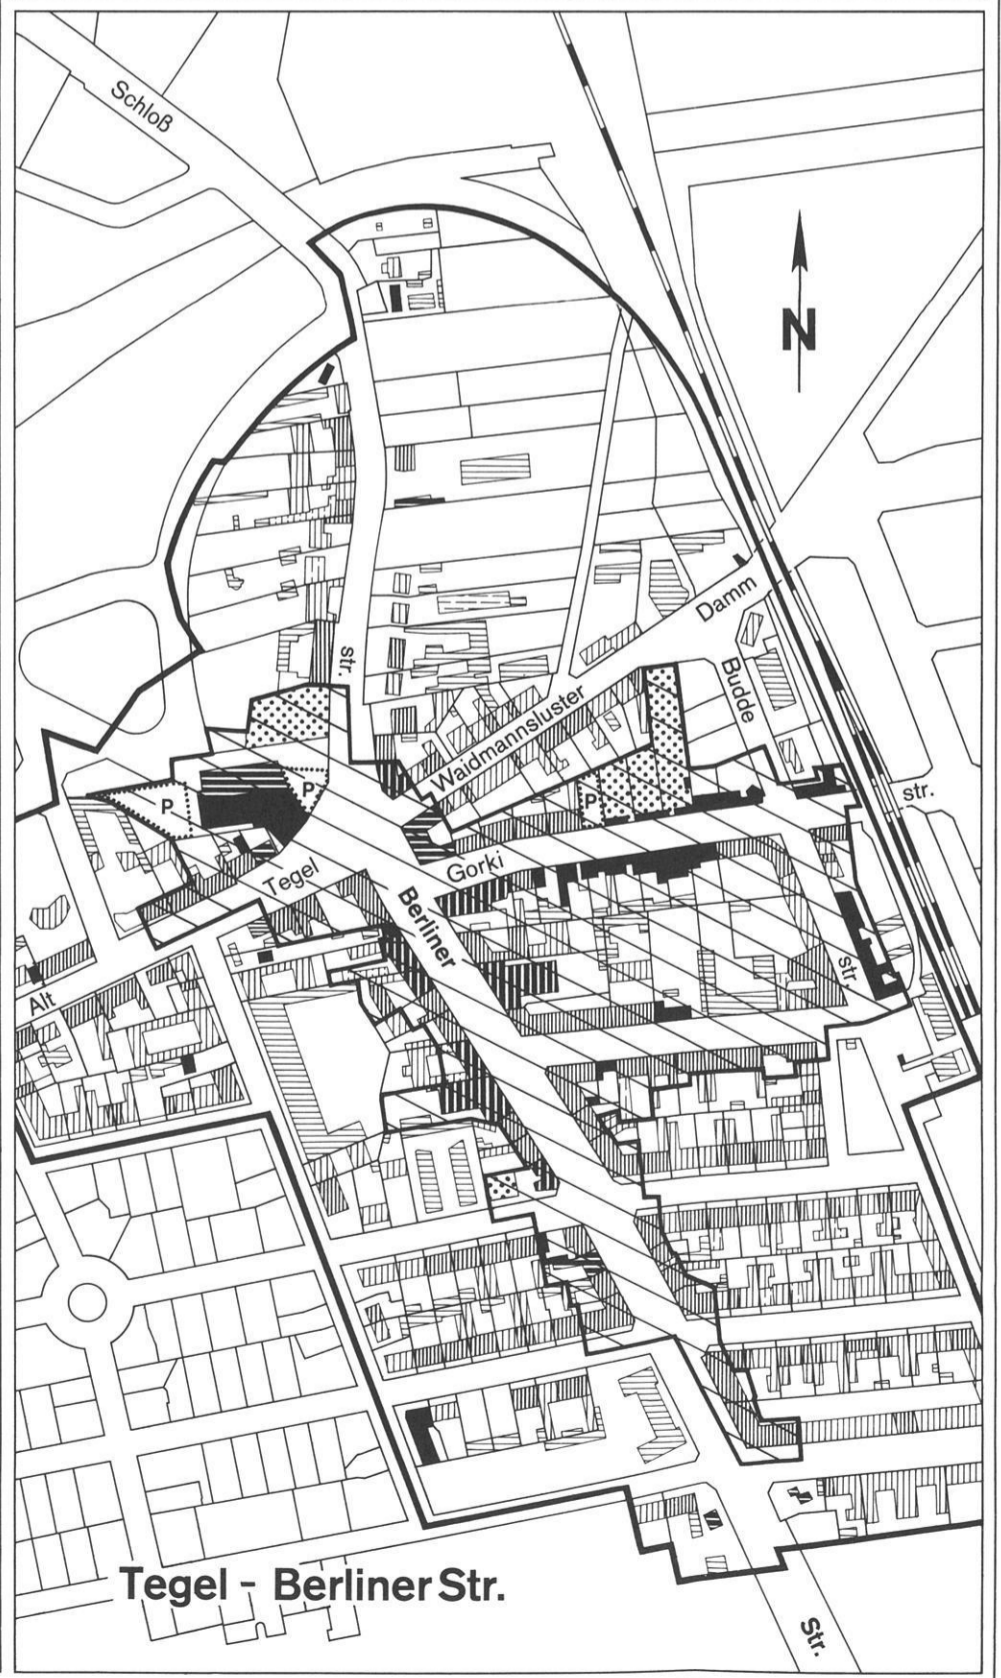 Schloß
N
str.
Damm
Budde
Waidmannsluster
P
P
P
str.
Gorki
Tegel
Berliner
str.
Alt
Tegel - Berliner Str.
Str.